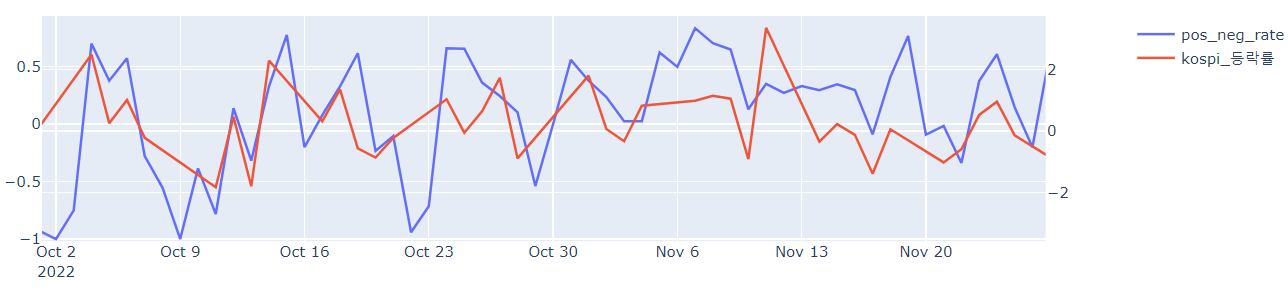 pos_neg_rate
kospi_등락률
0.5
0
−0.5
−1
2
0
−2
Oct 2
2022
Oct 9
Oct 16
Oct 23
Oct 30
Nov 6
Nov 13
Nov 20